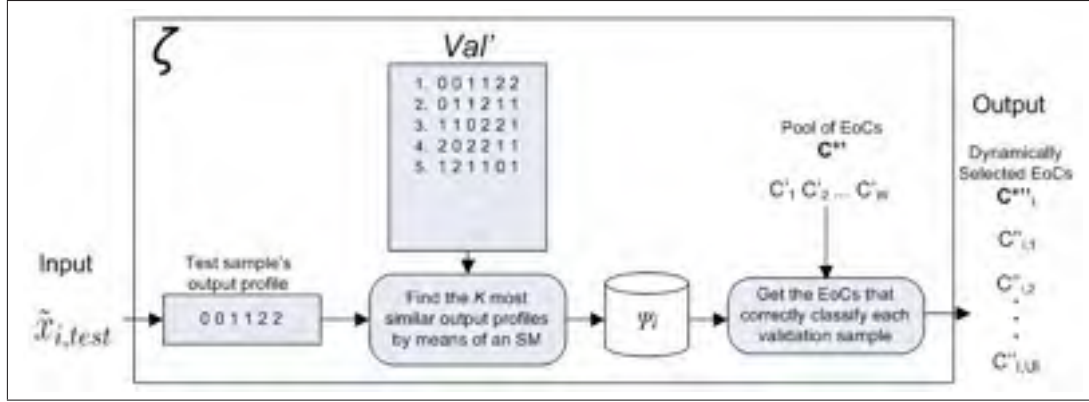 ζ
Val'
1. 0 0 1 1 2 2
2. 0 1 1 2 1 1
3. 1 1 0 2 2 1
4. 2 0 2 2 1 1
5. 1 2 1 1 0 1
Pool of EoCs
C*'
C'1 C'2 ... C'W
Output
Dynamically
Selected EoCs
C*''i
C''i,1
C''i,2
.
.
.
C''i,Ui
Input
x̃i,test
Test sample's
output profile
0 0 1 1 2 2
Find the K most
similar output profiles
by means of an SM
Ψi
Get the EoCs that
correctly classify each
validation sample